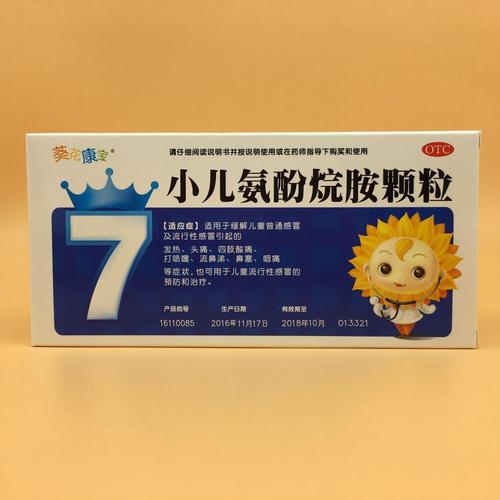 葵花康宝®
请仔细阅读说明书并按说明使用或在药师指导下购买和使用
OTC
小儿氨酚烷胺颗粒
7
【适应症】适用于缓解儿童普通感冒
及流行性感冒引起的
发热、头痛、四肢酸痛、
打喷嚏、流鼻涕、鼻塞、咽痛
等症状，也可用于儿童流行性感冒的
预防和治疗。
产品批号 生产日期 有效期至
16110085 2016年11月17日 2018年10月 013321